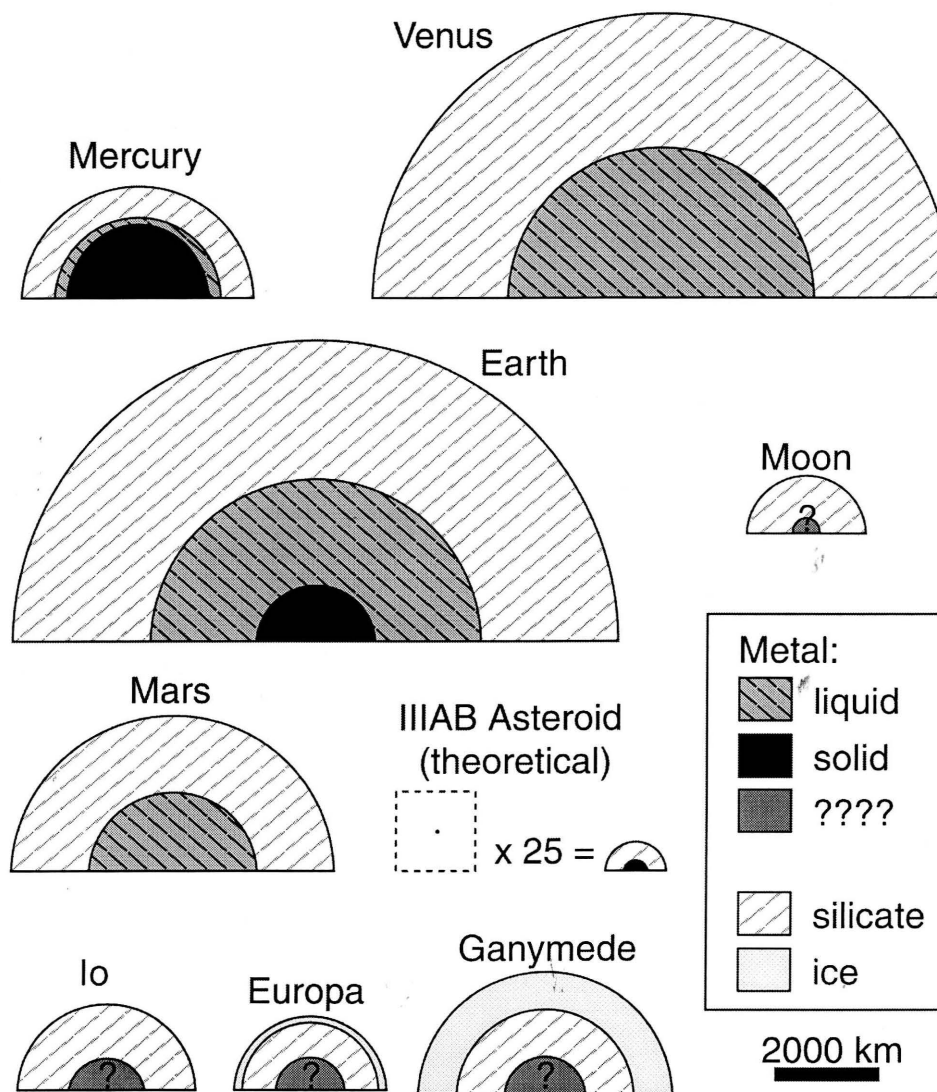 Venus
Mercury
Earth
Moon
?
Mars
IIIAB Asteroid
(theoretical)
x 25 =
Metal:
liquid
solid
????
silicate
ice
Io
Europa
Ganymede
?
?
?
2000 km